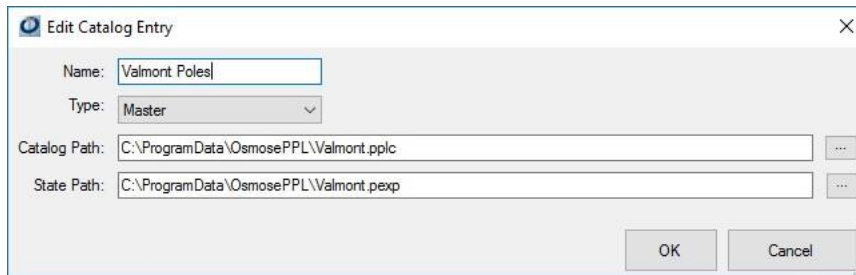 Edit Catalog Entry
Name: Valmont Poles
Type: Master
Catalog Path: C:\ProgramData\OsmosePPL\Valmont.pplc ...
State Path: C:\ProgramData\OsmosePPL\Valmont.pexp ...
OK Cancel